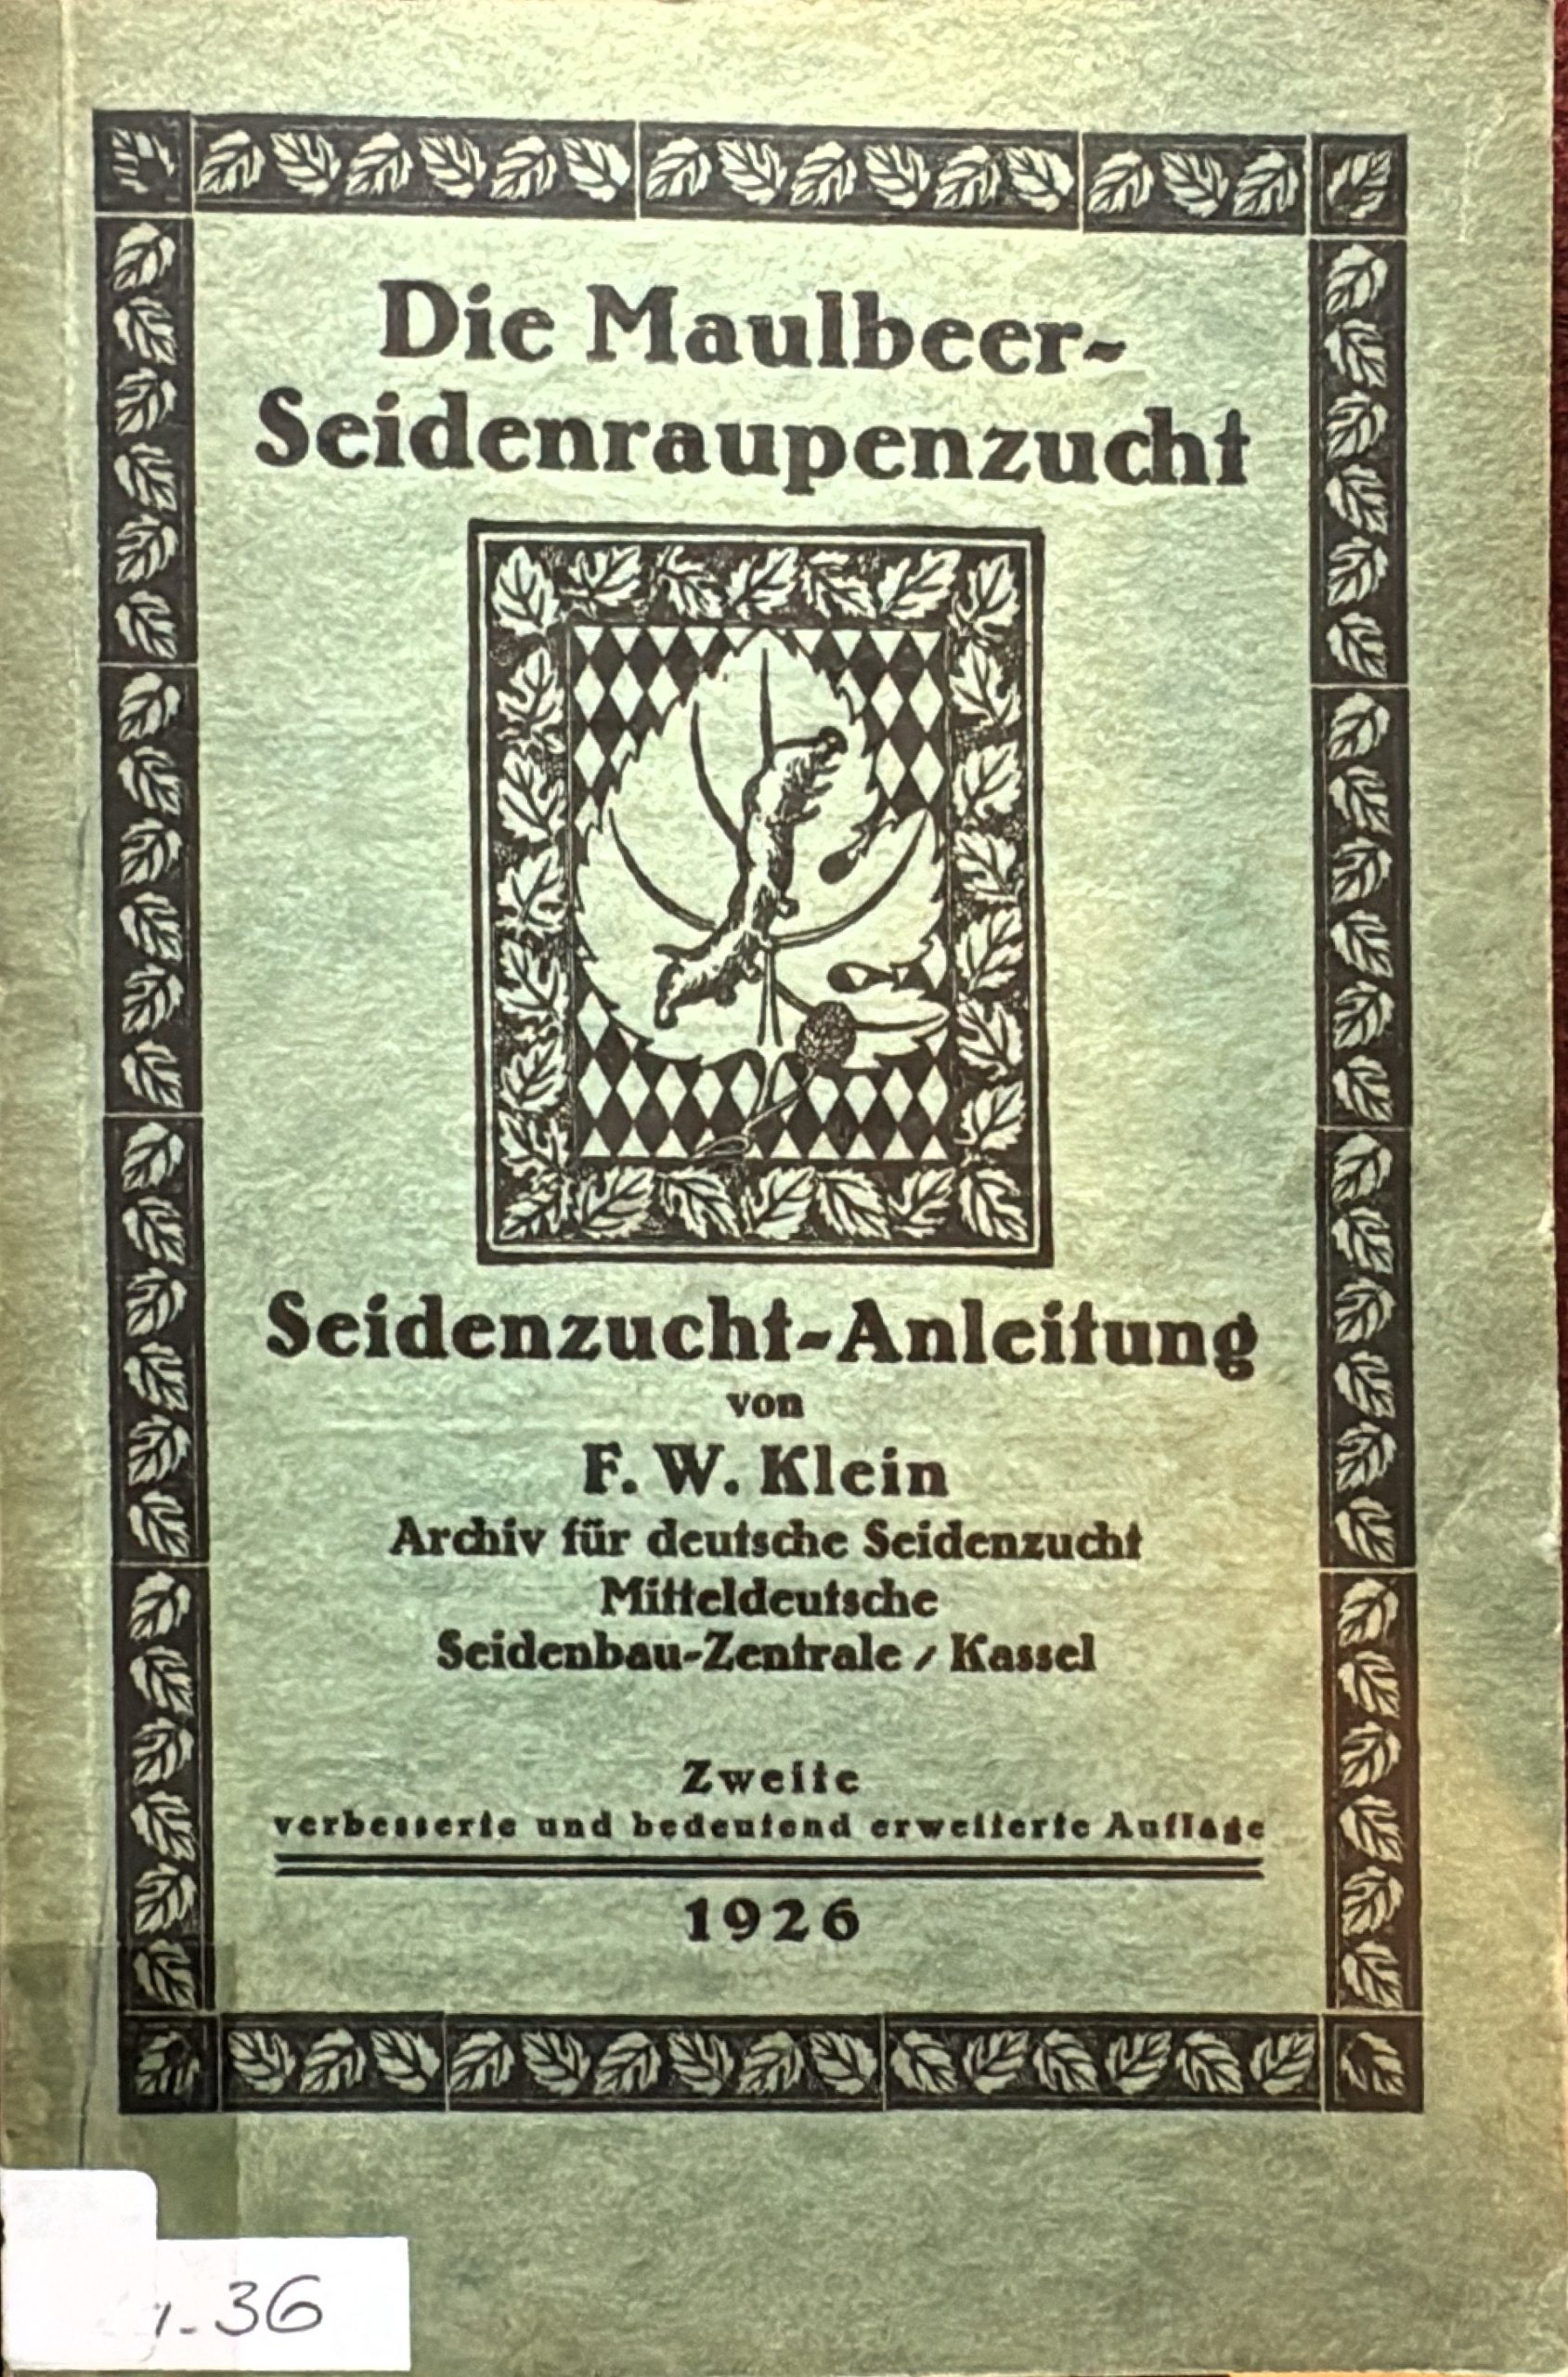 Die Maulbeer-
Seidenraupenzucht
Seidenzucht-Anleitung
von
F. W. Klein
Archiv für deutsche Seidenzucht
Mitteldeutsche
Seidenbau-Zentrale / Kassel
Zweite
verbesserte und bedeutend erweiterte Auflage
1926
36